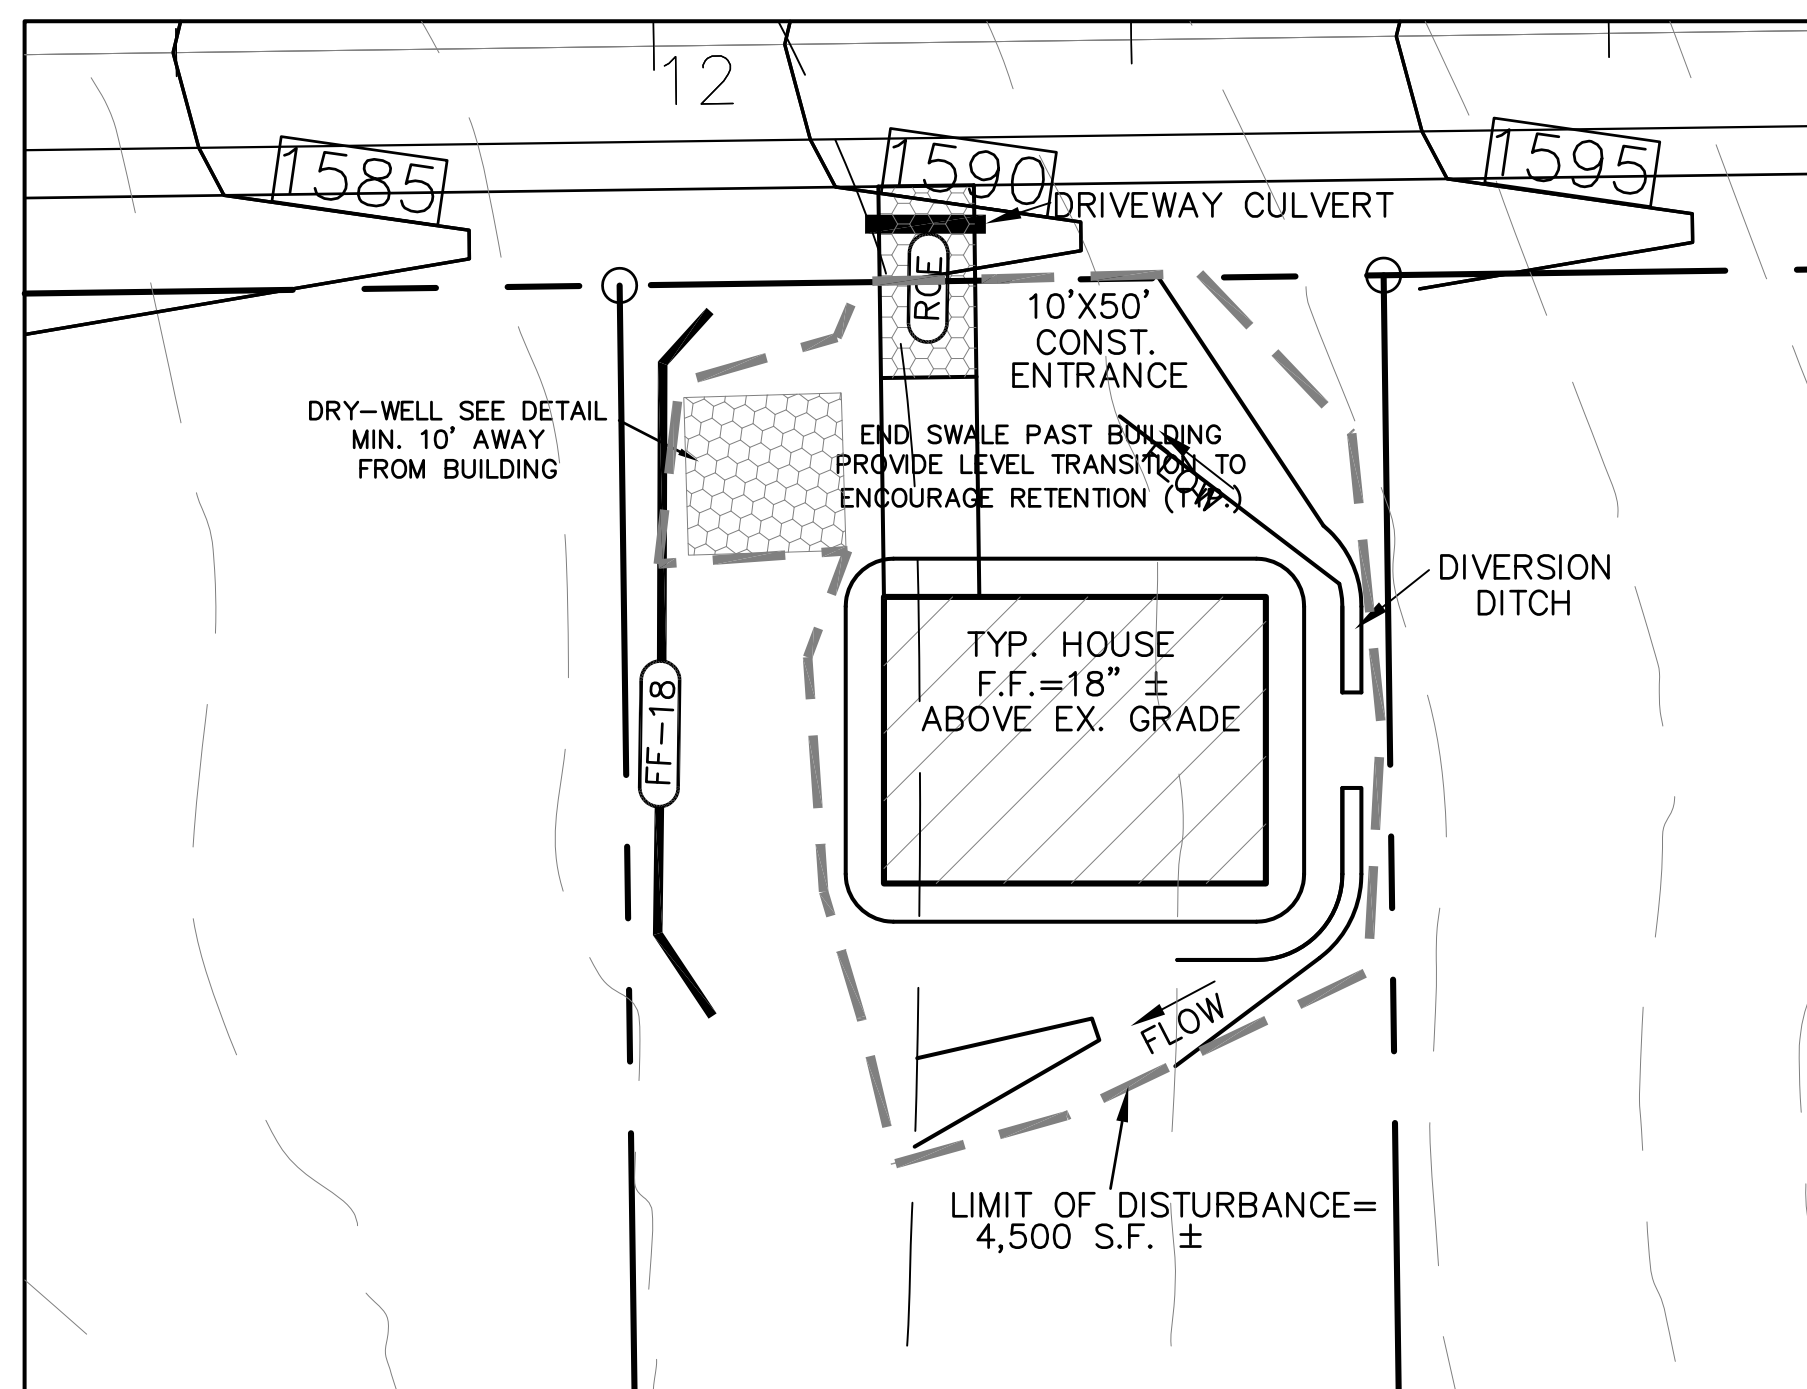 12
1585
1590
1595
DRIVEWAY CULVERT
RCE
10'X50'
CONST.
ENTRANCE
DRY-WELL SEE DETAIL
MIN. 10' AWAY
FROM BUILDING
END SWALE PAST BUILDING
PROVIDE LEVEL TRANSITION TO
ENCOURAGE RETENTION (TYP.)
FLOW
DIVERSION
DITCH
TYP. HOUSE
F.F.=18" ±
ABOVE EX. GRADE
FF-18
FLOW
LIMIT OF DISTURBANCE=
4,500 S.F. ±